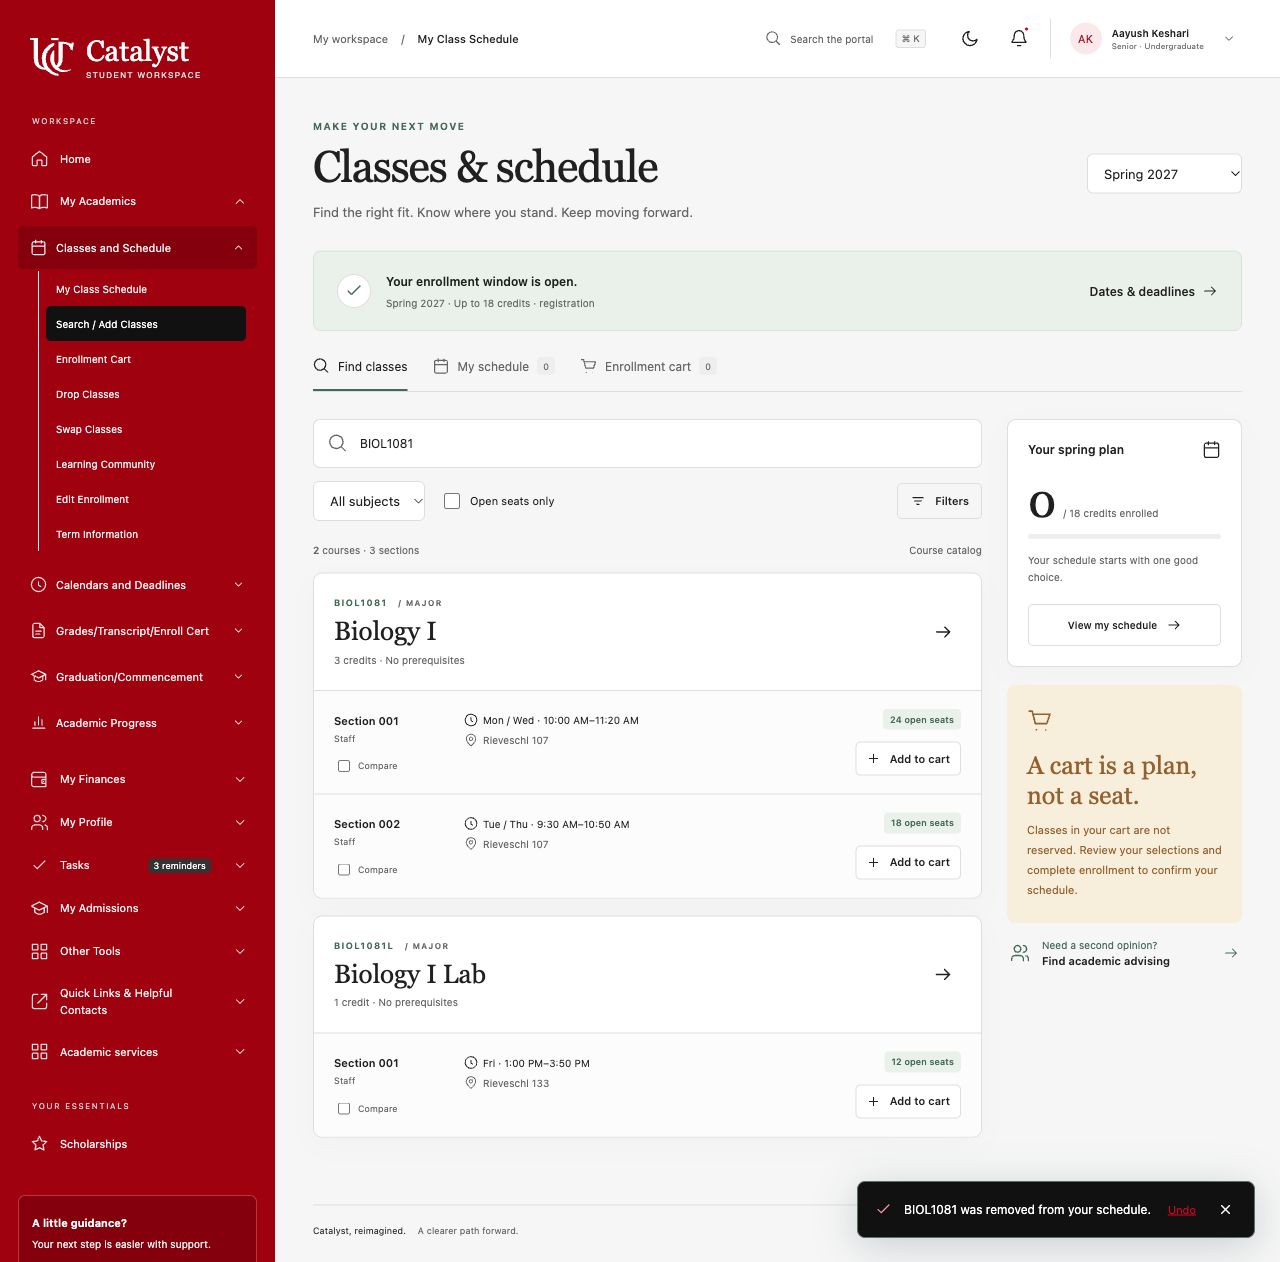 UC Catalyst
STUDENT WORKSPACE
WORKSPACE
Home
My Academics
Classes and Schedule
My Class Schedule
Search / Add Classes
Enrollment Cart
Drop Classes
Swap Classes
Learning Community
Edit Enrollment
Term Information
Calendars and Deadlines
Grades/Transcript/Enroll Cert
Graduation/Commencement
Academic Progress
My Finances
My Profile
Tasks 3 reminders
My Admissions
Other Tools
Quick Links & Helpful
Contacts
Academic services
YOUR ESSENTIALS
Scholarships
A little guidance?
Your next step is easier with support.
My workspace / My Class Schedule
Search the portal ⌘ K
AK
Aayush Keshari
Senior · Undergraduate
MAKE YOUR NEXT MOVE
Classes & schedule
Find the right fit. Know where you stand. Keep moving forward.
Spring 2027
Your enrollment window is open.
Spring 2027 · Up to 18 credits · registration
Dates & deadlines
Find classes
My schedule 0
Enrollment cart 0
BIOL1081
All subjects
Open seats only
Filters
2 courses · 3 sections
Course catalog
BIOL1081 / MAJOR
Biology I
3 credits · No prerequisites
Section 001
Staff
Compare
Mon / Wed · 10:00 AM–11:20 AM
Rieveschl 107
24 open seats
Add to cart
Section 002
Staff
Compare
Tue / Thu · 9:30 AM–10:50 AM
Rieveschl 107
18 open seats
Add to cart
BIOL1081L / MAJOR
Biology I Lab
1 credit · No prerequisites
Section 001
Staff
Compare
Fri · 1:00 PM–3:50 PM
Rieveschl 133
12 open seats
Add to cart
Your spring plan
0 / 18 credits enrolled
Your schedule starts with one good
choice.
View my schedule
A cart is a plan,
not a seat.
Classes in your cart are not
reserved. Review your selections and
complete enrollment to confirm your
schedule.
Need a second opinion?
Find academic advising
Catalyst, reimagined. A clearer path forward.
BIOL1081 was removed from your schedule. Undo